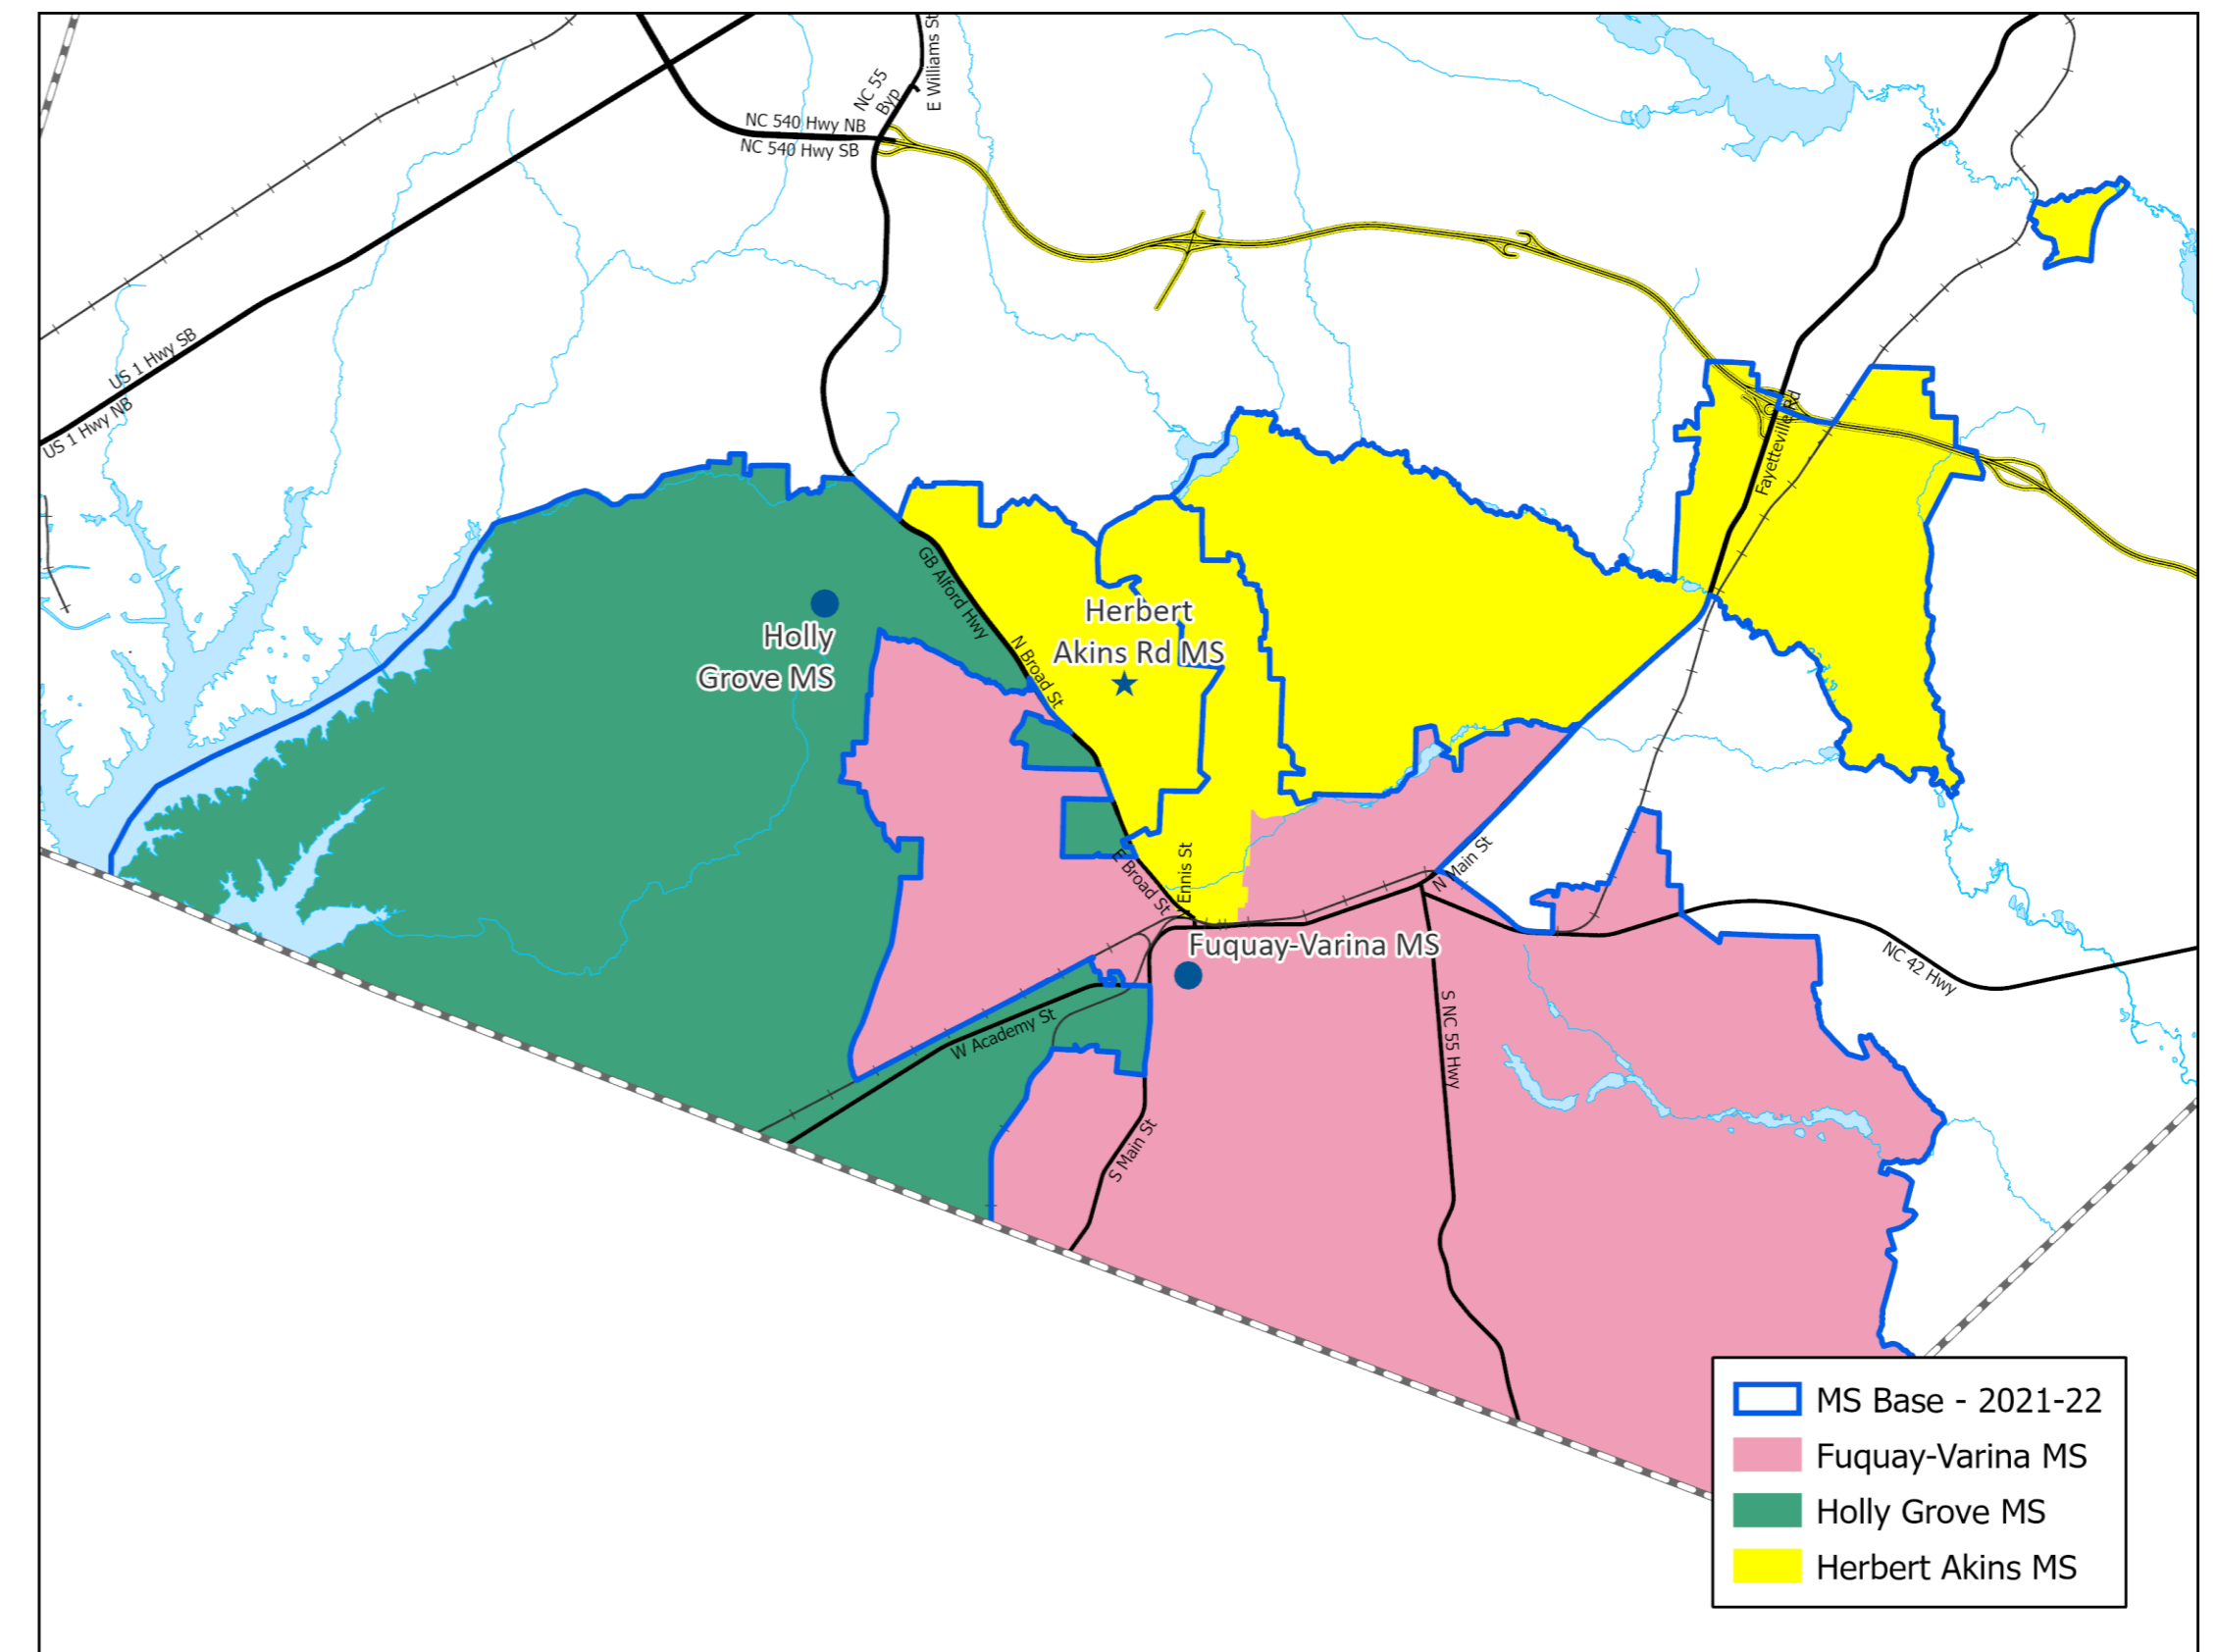 E Williams St
NC 55
Byp
NC 540 Hwy NB
NC 540 Hwy SB
US 1 Hwy SB
US 1 Hwy NB
Fayetteville Rd
GB Alford Hwy
N Broad St
Herbert
Akins Rd MS
Holly
Grove MS
N Main St
E Broad St
Ennis St
Fuquay-Varina MS
NC 42 Hwy
W Academy St
S NC 55 Hwy
S Main St
MS Base - 2021-22
Fuquay-Varina MS
Holly Grove MS
Herbert Akins MS